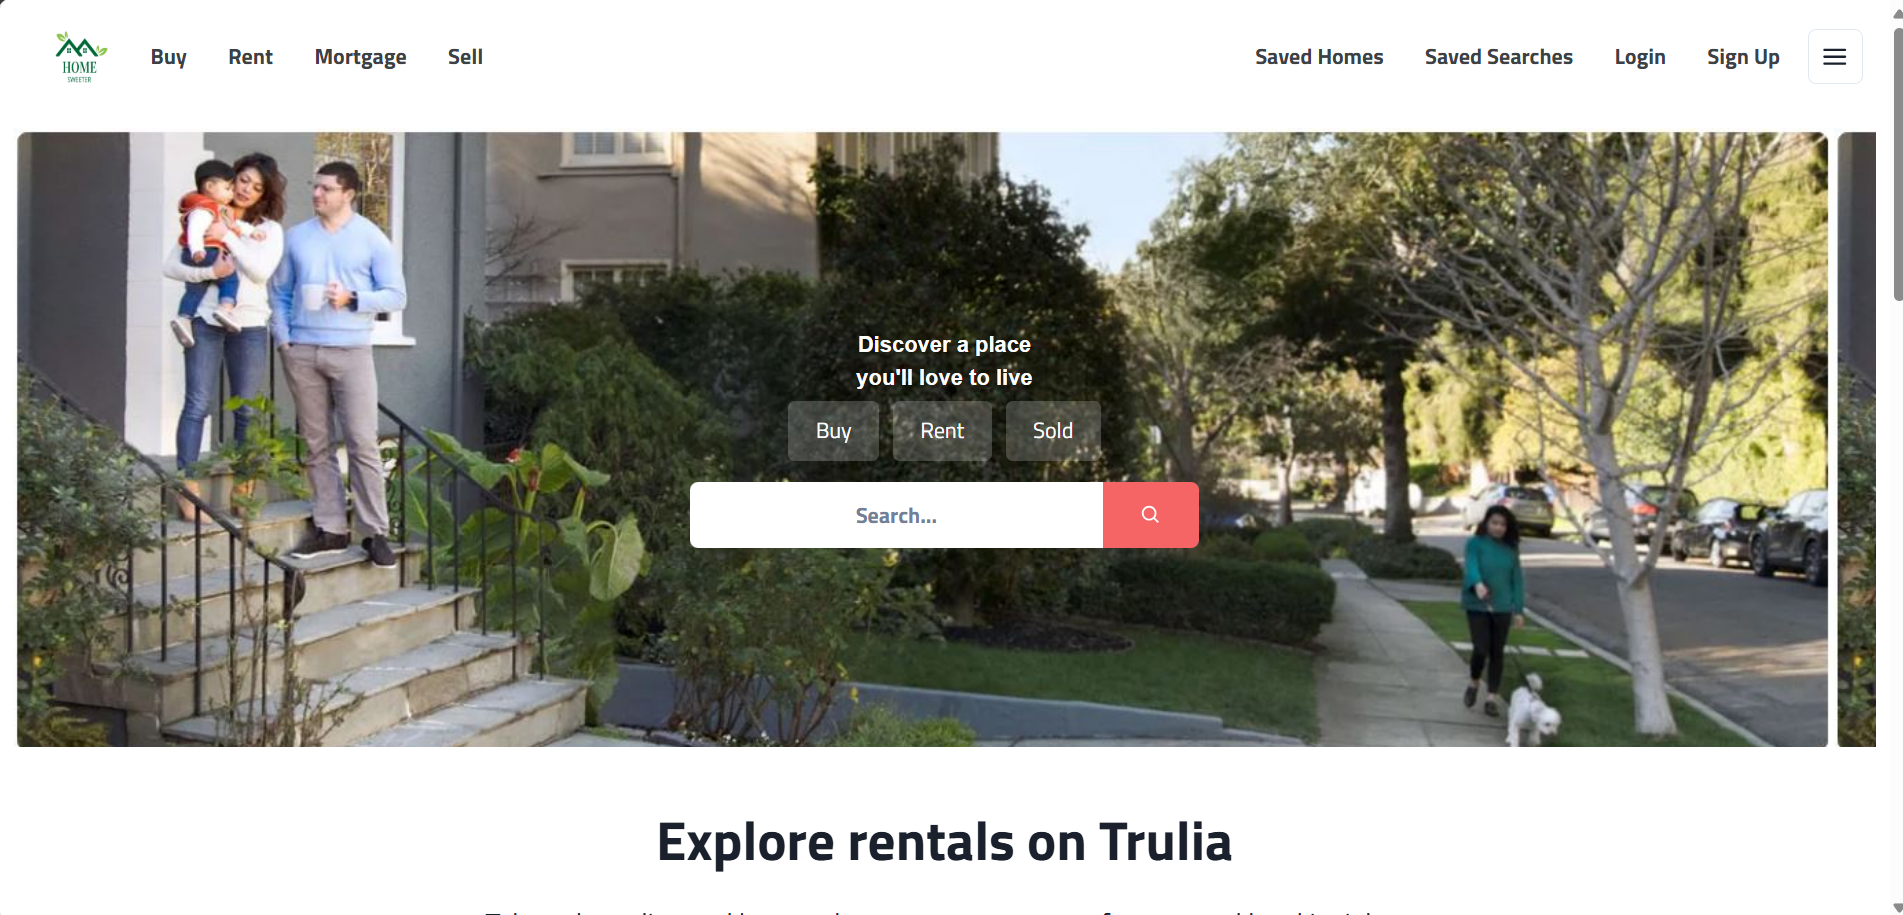 HOME
SWEETER
Buy Rent Mortgage Sell Saved Homes Saved Searches Login Sign Up
Discover a place
you'll love to live
Buy Rent Sold
Search...
Explore rentals on Trulia